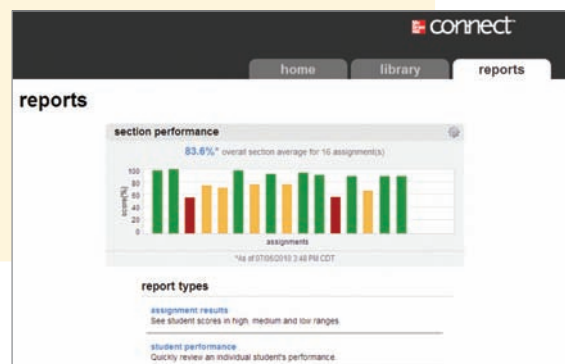 connect
home library reports
reports
section performance
83.6%* overall section average for 16 assignment(s)
100
80
60
40
20
0
score(%)
assignments
*As of 07/06/2010 3:48 PM CDT
report types
assignment results
See student scores in high, medium and low ranges.
student performance
Quickly review an individual student's performance.